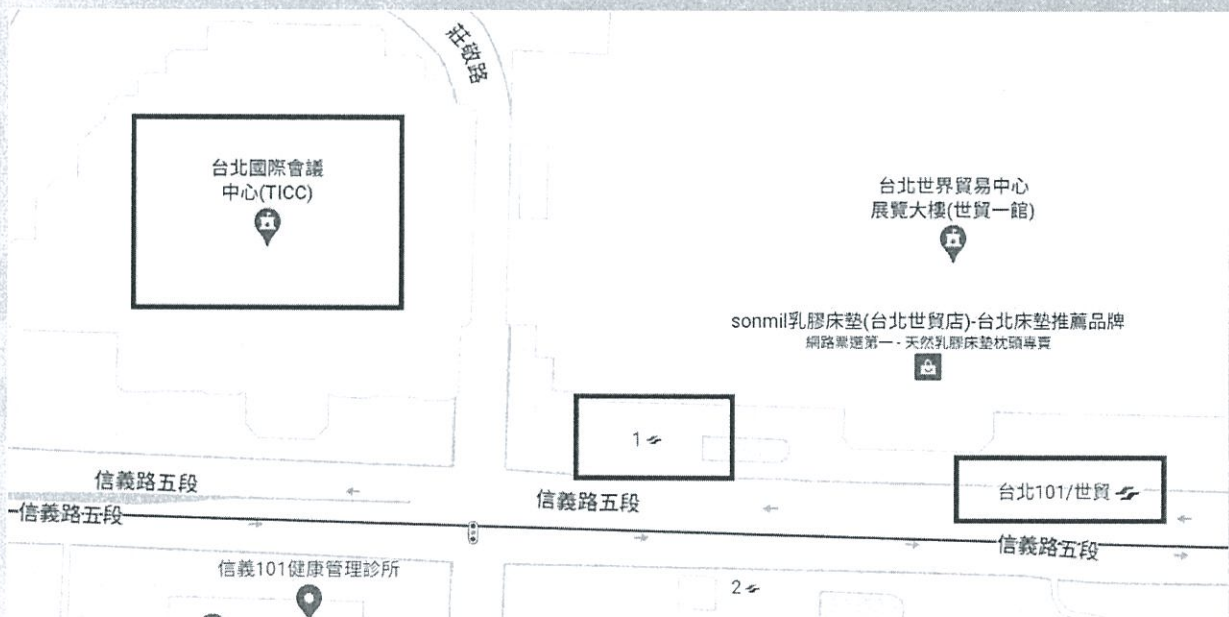 莊敬路
台北國際會議
中心(TICC)
台北世界貿易中心
展覽大樓(世貿一館)
sonmil乳膠床墊(台北世貿店)-台北床墊推薦品牌
網路票選第一 - 天然乳膠床墊枕頭專賣
1
信義路五段
信義路五段
台北101/世貿
信義路五段
信義路五段
信義101健康管理診所
2